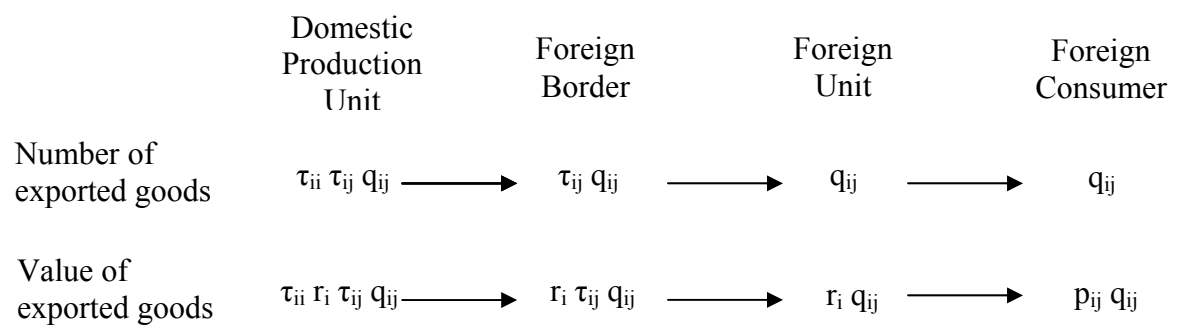 Domestic
Production
Unit
Foreign
Border
Foreign
Unit
Foreign
Consumer
Number of
exported goods
τᵢᵢ τᵢⱼ qᵢⱼ
τᵢⱼ qᵢⱼ
qᵢⱼ
qᵢⱼ
Value of
exported goods
τᵢᵢ rᵢ τᵢⱼ qᵢⱼ
rᵢ τᵢⱼ qᵢⱼ
rᵢ qᵢⱼ
pᵢⱼ qᵢⱼ